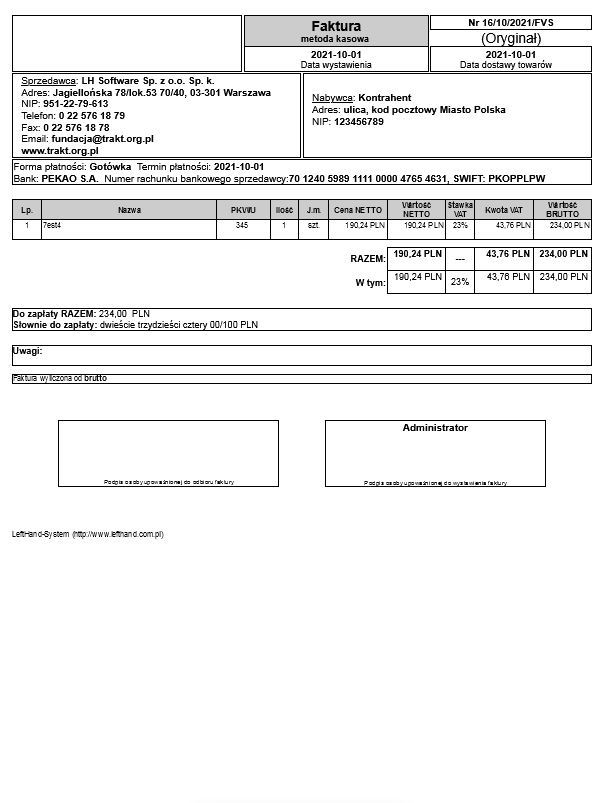 Faktura
metoda kasowa
Nr 16/10/2021/FVS
(Oryginał)
2021-10-01
Data wystawienia
2021-10-01
Data dostawy towarów
Sprzedawca: LH Software Sp. z o.o. Sp. k.
Adres: Jagiellońska 78/lok.53 70/40, 03-301 Warszawa
NIP: 951-22-79-613
Telefon: 0 22 576 18 79
Fax: 0 22 576 18 78
Email: fundacja@trakt.org.pl
www.trakt.org.pl
Nabywca: Kontrahent
Adres: ulica, kod pocztowy Miasto Polska
NIP: 123456789
Forma płatności: Gotówka Termin płatności: 2021-10-01
Bank: PEKAO S.A. Numer rachunku bankowego sprzedawcy:70 1240 5989 1111 0000 4765 4631, SWIFT: PKOPPLPW
Lp. Nazwa PKWiU Ilość J.m. Cena NETTO Wartość NETTO Stawka VAT Kwota VAT Wartość BRUTTO
1 7est4 345 1 szt. 190,24 PLN 190,24 PLN 23% 43,76 PLN 234,00 PLN
RAZEM: 190,24 PLN --- 43,76 PLN 234,00 PLN
W tym: 190,24 PLN 23% 43,76 PLN 234,00 PLN
Do zapłaty RAZEM: 234,00 PLN
Słownie do zapłaty: dwieście trzydzieści cztery 00/100 PLN
Uwagi:
Faktura wyliczona od brutto
Administrator
Podpis osoby upoważnionej do odbioru faktury
Podpis osoby upoważnionej do wystawienia faktury
LeftHand-System (http://www.lefthand.com.pl)